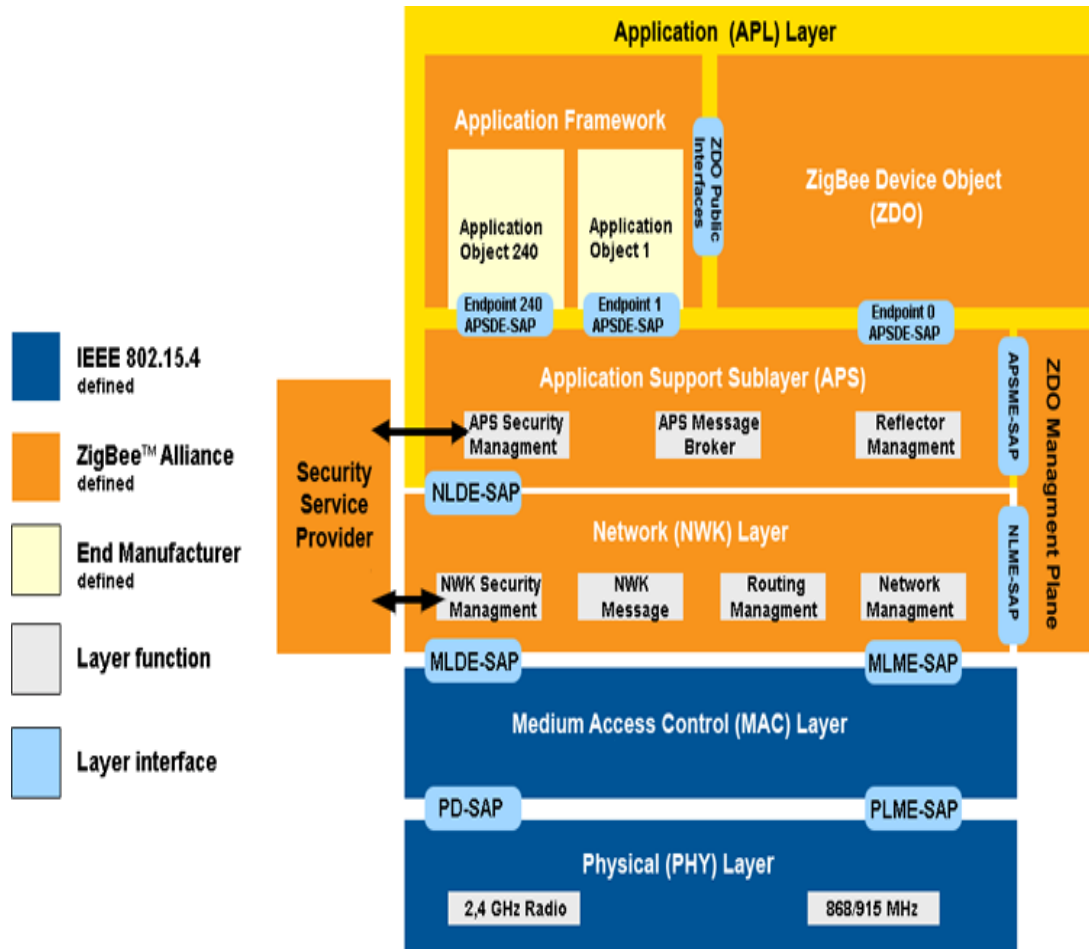 Application (APL) Layer
Application Framework
ZDO Public
Interfaces
ZigBee Device Object
(ZDO)
Application
Object 240
Application
Object 1
Endpoint 240
APSDE-SAP
Endpoint 1
APSDE-SAP
Endpoint 0
APSDE-SAP
IEEE 802.15.4
defined
ZigBee™ Alliance
defined
End Manufacturer
defined
Layer function
Layer interface
Security
Service
Provider
Application Support Sublayer (APS)
APS Security
Managment
APS Message
Broker
Reflector
Managment
APSME-SAP
ZDO Managment Plane
NLDE-SAP
Network (NWK) Layer
NWK Security
Managment
NWK
Message
Routing
Managment
Network
Managment
NLME-SAP
MLDE-SAP
MLME-SAP
Medium Access Control (MAC) Layer
PD-SAP
PLME-SAP
Physical (PHY) Layer
2,4 GHz Radio
868/915 MHz